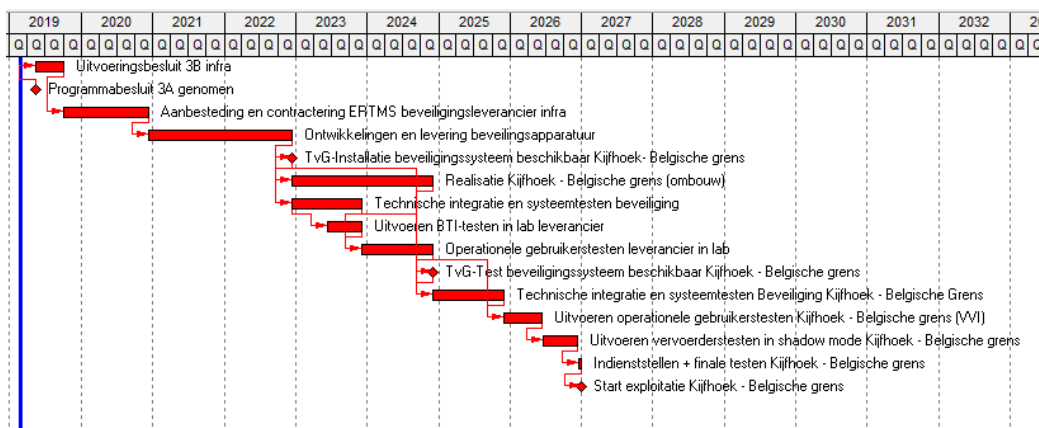 2019 2020 2021 2022 2023 2024 2025 2026 2027 2028 2029 2030 2031 2032 20
Q Q Q Q Q Q Q Q Q Q Q Q Q Q Q Q Q Q Q Q Q Q Q Q Q Q Q Q Q Q Q Q Q Q Q Q Q Q Q Q Q Q Q Q Q Q Q Q Q Q Q Q Q Q Q Q Q Q
Uitvoeringsbesluit 3B infra
Programmabesluit 3A genomen
Aanbesteding en contractering ERTMS beveiligingsleverancier infra
Ontwikkelingen en levering beveilingsapparatuur
TvG-Installatie beveiligingssysteem beschikbaar Kijfhoek- Belgische grens
Realisatie Kijfhoek - Belgische grens (ombouw)
Technische integratie en systeemtesten beveiliging
Uitvoeren BTI-testen in lab leverancier
Operationele gebruikerstesten leverancier in lab
TvG-Test beveiligingssysteem beschikbaar Kijfhoek - Belgische grens
Technische integratie en systeemtesten Beveiliging Kijfhoek - Belgische Grens
Uitvoeren operationele gebruikerstesten Kijfhoek - Belgische grens (VVI)
Uitvoeren vervoerderstesten in shadow mode Kijfhoek - Belgische grens
Indienststellen + finale testen Kijfhoek - Belgische grens
Start exploitatie Kijfhoek - Belgische grens